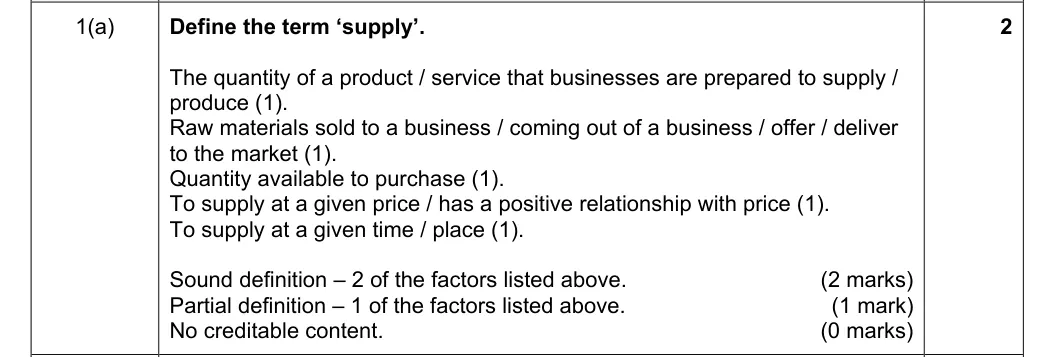 1(a) Define the term ‘supply’. 2
The quantity of a product / service that businesses are prepared to supply /
produce (1).
Raw materials sold to a business / coming out of a business / offer / deliver
to the market (1).
Quantity available to purchase (1).
To supply at a given price / has a positive relationship with price (1).
To supply at a given time / place (1).
Sound definition – 2 of the factors listed above. (2 marks)
Partial definition – 1 of the factors listed above. (1 mark)
No creditable content. (0 marks)